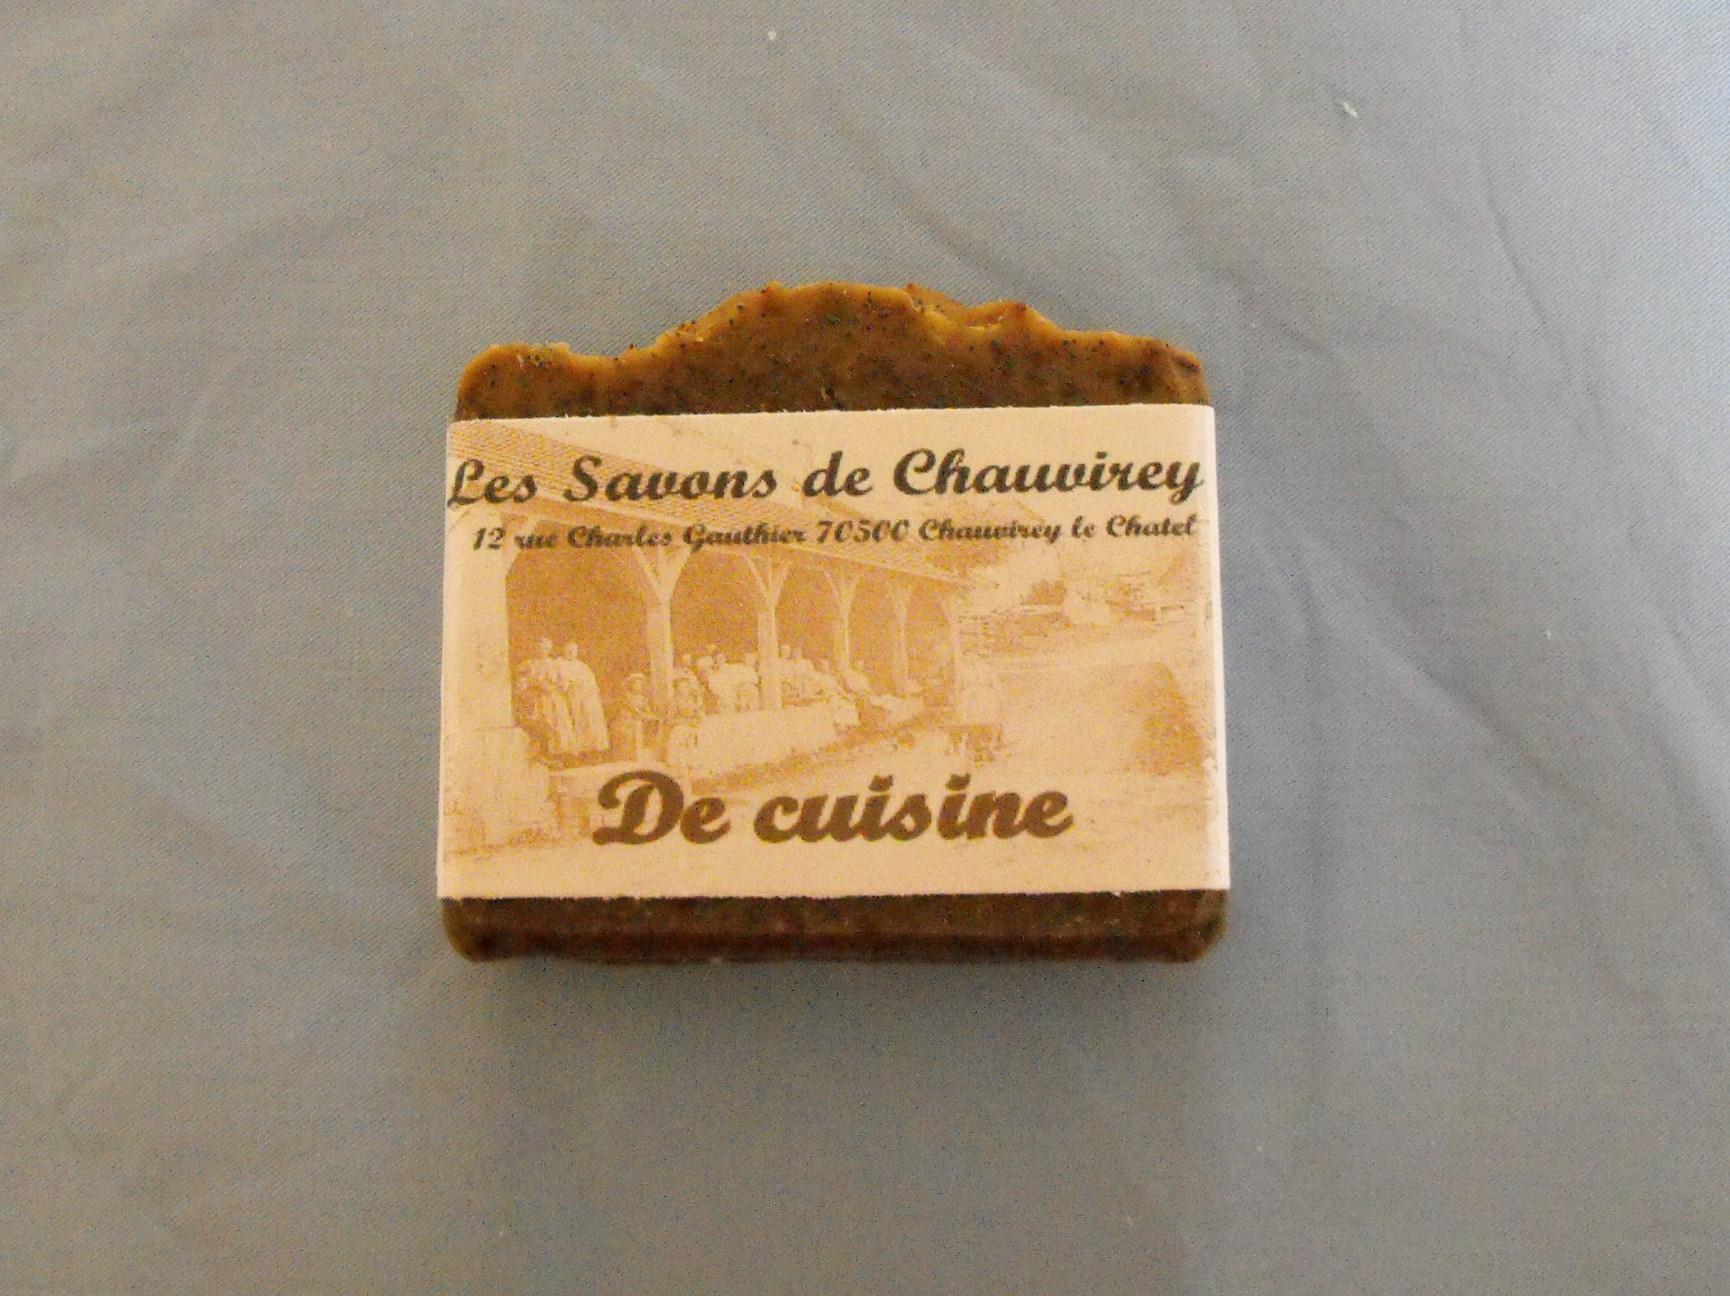 Les Savons de Chauvirey
12 rue Charles Gauthier 70500 Chauvirey le Chatel
De cuisine